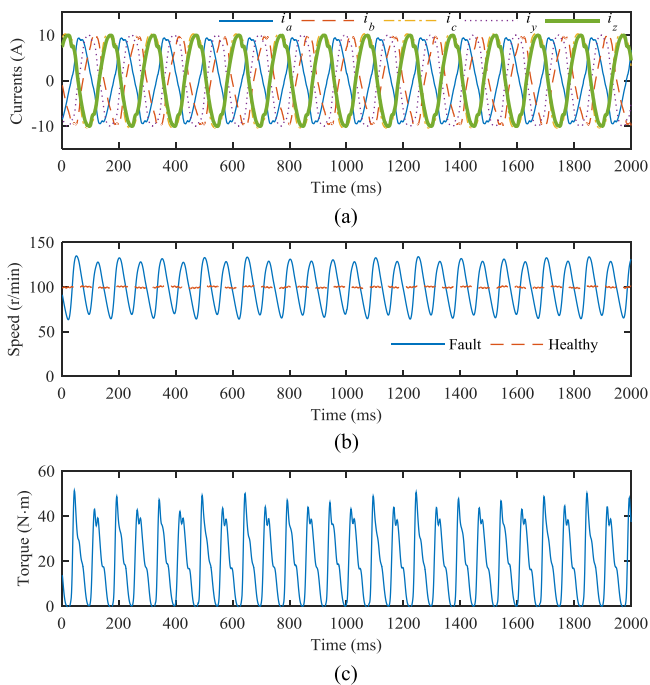 i_a i_b i_c i_y i_z
10
0
-10
Currents (A)
0 200 400 600 800 1000 1200 1400 1600 1800 2000
Time (ms)
(a)
150
100
50
0
Speed (r/min)
Fault Healthy
0 200 400 600 800 1000 1200 1400 1600 1800 2000
Time (ms)
(b)
60
40
20
0
Torque (N·m)
0 200 400 600 800 1000 1200 1400 1600 1800 2000
Time (ms)
(c)